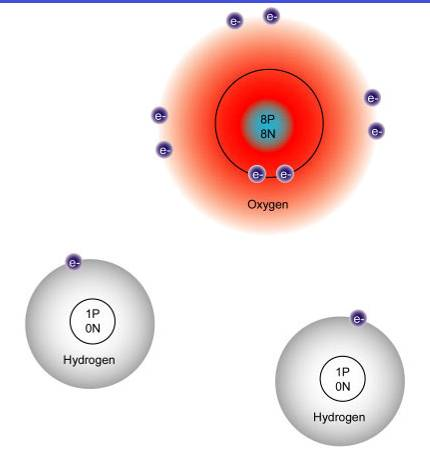 e- e-
e- e-
e- e-
8P
8N
e- e-
Oxygen
e-
1P
0N
Hydrogen
e-
1P
0N
Hydrogen